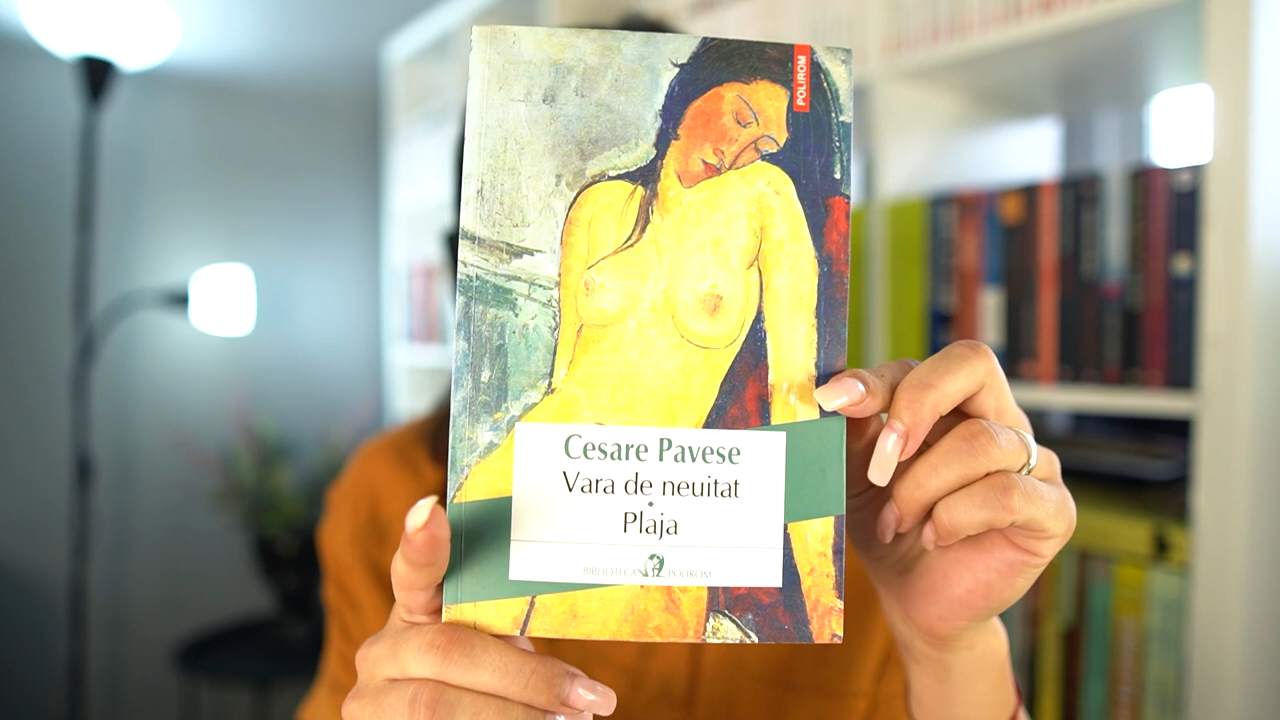 POLIROM
Cesare Pavese
Vara de neuitat
•
Plaja
BIBLIOTECA POLIROM